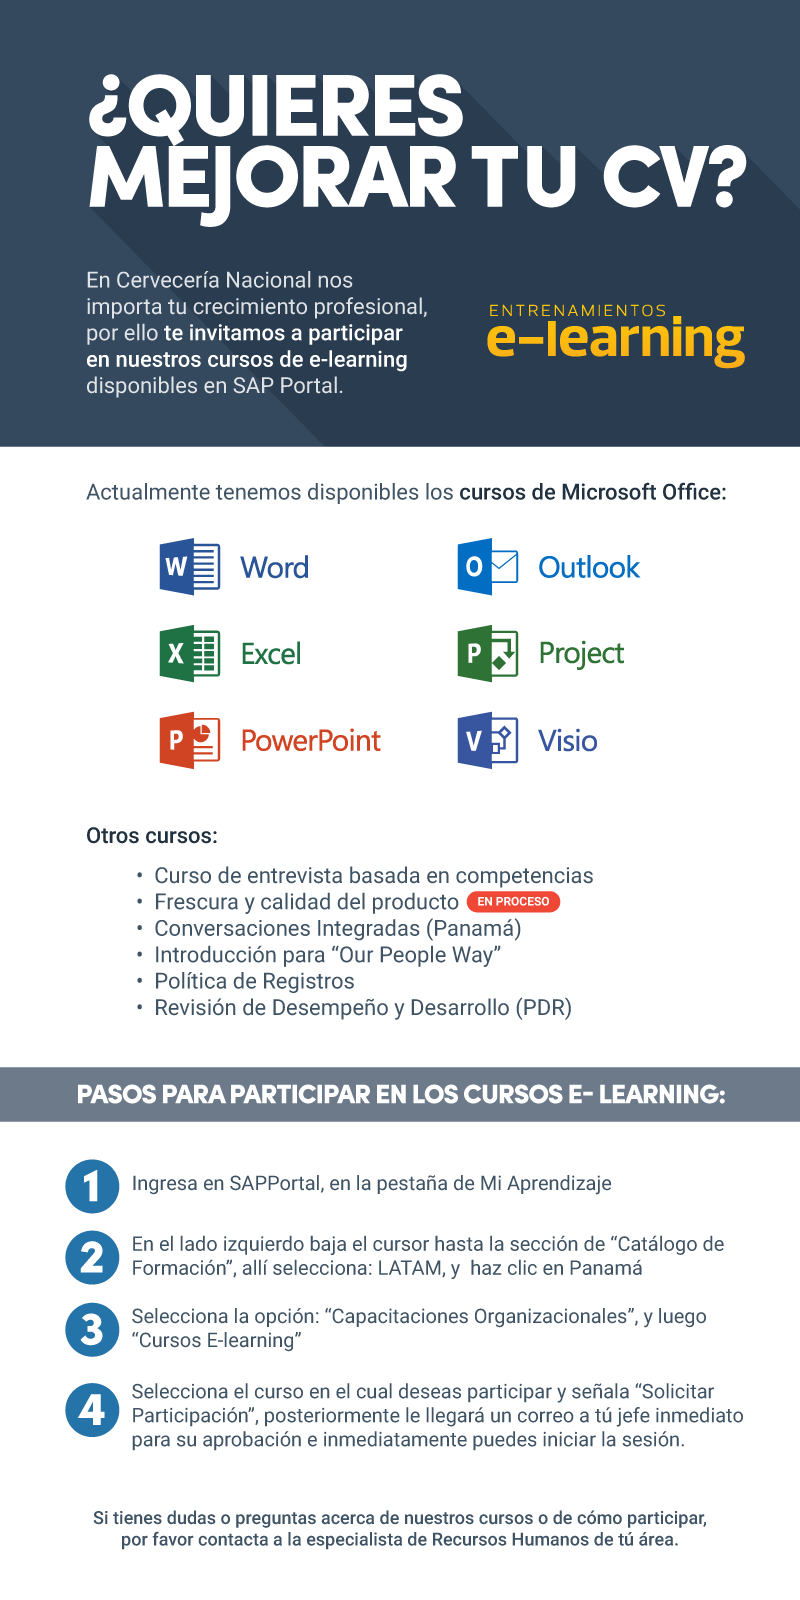 ¿QUIERES
MEJORAR TU CV?
En Cervecería Nacional nos
importa tu crecimiento profesional,
por ello te invitamos a participar
en nuestros cursos de e-learning
disponibles en SAP Portal.
ENTRENAMIENTOS
e-learning
Actualmente tenemos disponibles los cursos de Microsoft Office:
W Word
O Outlook
X Excel
P Project
P PowerPoint
V Visio
Otros cursos:
• Curso de entrevista basada en competencias
• Frescura y calidad del producto EN PROCESO
• Conversaciones Integradas (Panamá)
• Introducción para “Our People Way”
• Política de Registros
• Revisión de Desempeño y Desarrollo (PDR)
PASOS PARA PARTICIPAR EN LOS CURSOS E- LEARNING:
1 Ingresa en SAPPortal, en la pestaña de Mi Aprendizaje
2 En el lado izquierdo baja el cursor hasta la sección de “Catálogo de
Formación”, allí selecciona: LATAM, y haz clic en Panamá
3 Selecciona la opción: “Capacitaciones Organizacionales”, y luego
“Cursos E-learning”
4 Selecciona el curso en el cual deseas participar y señala “Solicitar
Participación”, posteriormente le llegará un correo a tú jefe inmediato
para su aprobación e inmediatamente puedes iniciar la sesión.
Si tienes dudas o preguntas acerca de nuestros cursos o de cómo participar,
por favor contacta a la especialista de Recursos Humanos de tú área.